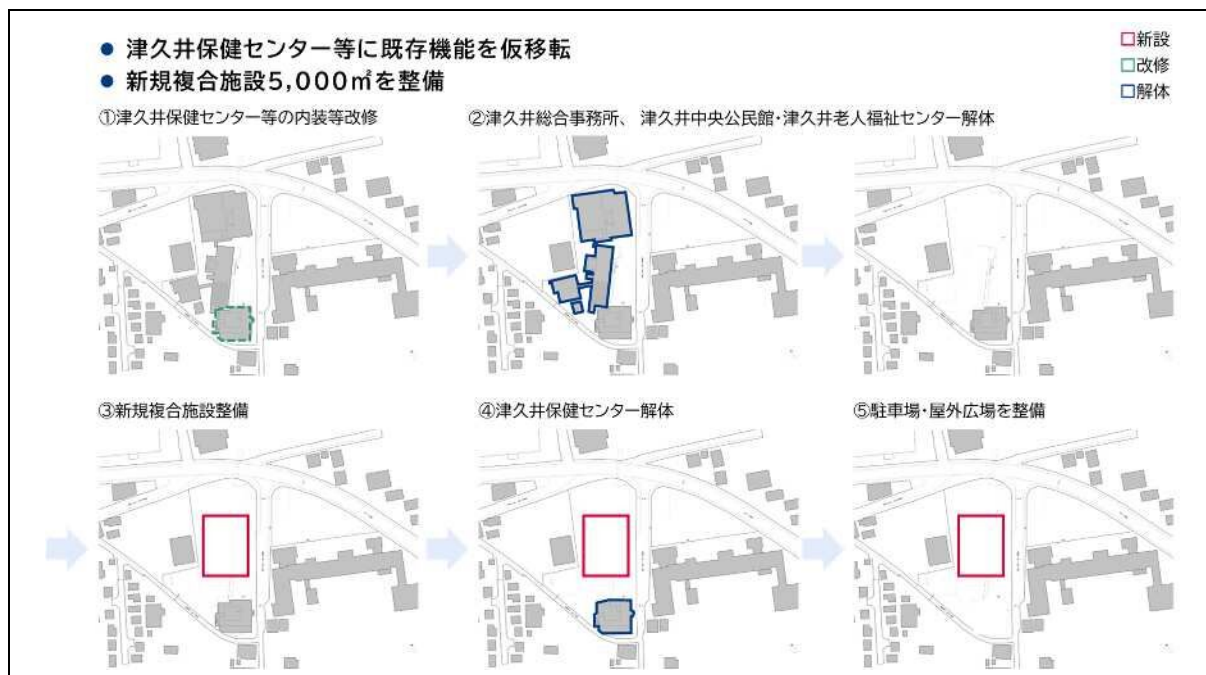 ● 津久井保健センター等に既存機能を仮移転
● 新規複合施設5,000㎡を整備
新設
改修
解体
①津久井保健センター等の内装等改修
②津久井総合事務所、津久井中央公民館・津久井老人福祉センター解体
③新規複合施設整備
④津久井保健センター解体
⑤駐車場・屋外広場を整備